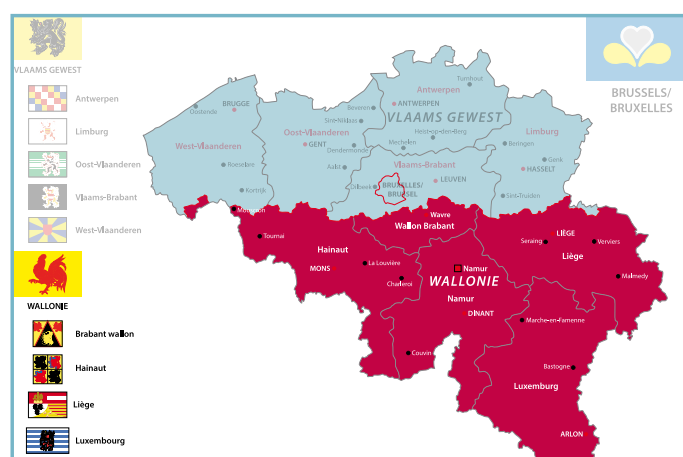 VLAAMS GEWEST
Antwerpen
Limburg
Oost-Vlaanderen
Vlaams-Brabant
West-Vlaanderen
WALLONIE
Brabant wallon
Hainaut
Liège
Luxembourg
BRUSSELS/
BRUXELLES
Turnhout
Antwerpen
ANTWERPEN
Beveren
BRUGGE
Oostende
Sint-Niklaas
VLAAMS GEWEST
Oost-Vlaanderen
Heist-op-den-Berg
Limburg
West-Vlaanderen
GENT
Dendermonde
Mechelen
Beringen
Roeselare
Aalst
Vlaams-Brabant
Genk
HASSELT
Dilbeek
BRUXELLES/
BRUSSEL
LEUVEN
Kortrijk
Sint-Truiden
Mouscron
Wavre
Wallon Brabant
Tournai
LIÈGE
Seraing
Verviers
Hainaut
Liège
MONS
La Louvière
Namur
Malmedy
Charleroi
WALLONIE
Namur
DINANT
Marche-en-Famenne
Couvin
Bastogne
Luxemburg
ARLON